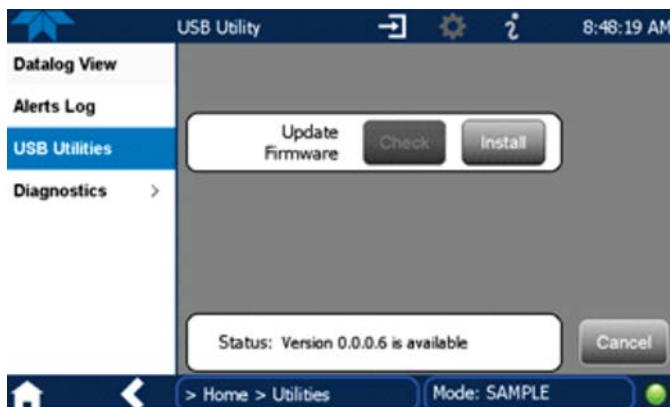 USB Utility
8:48:19 AM
Datalog View
Alerts Log
USB Utilities
Diagnostics >
Update
Firmware
Check
Install
Status: Version 0.0.0.6 is available
Cancel
> Home > Utilities
Mode: SAMPLE